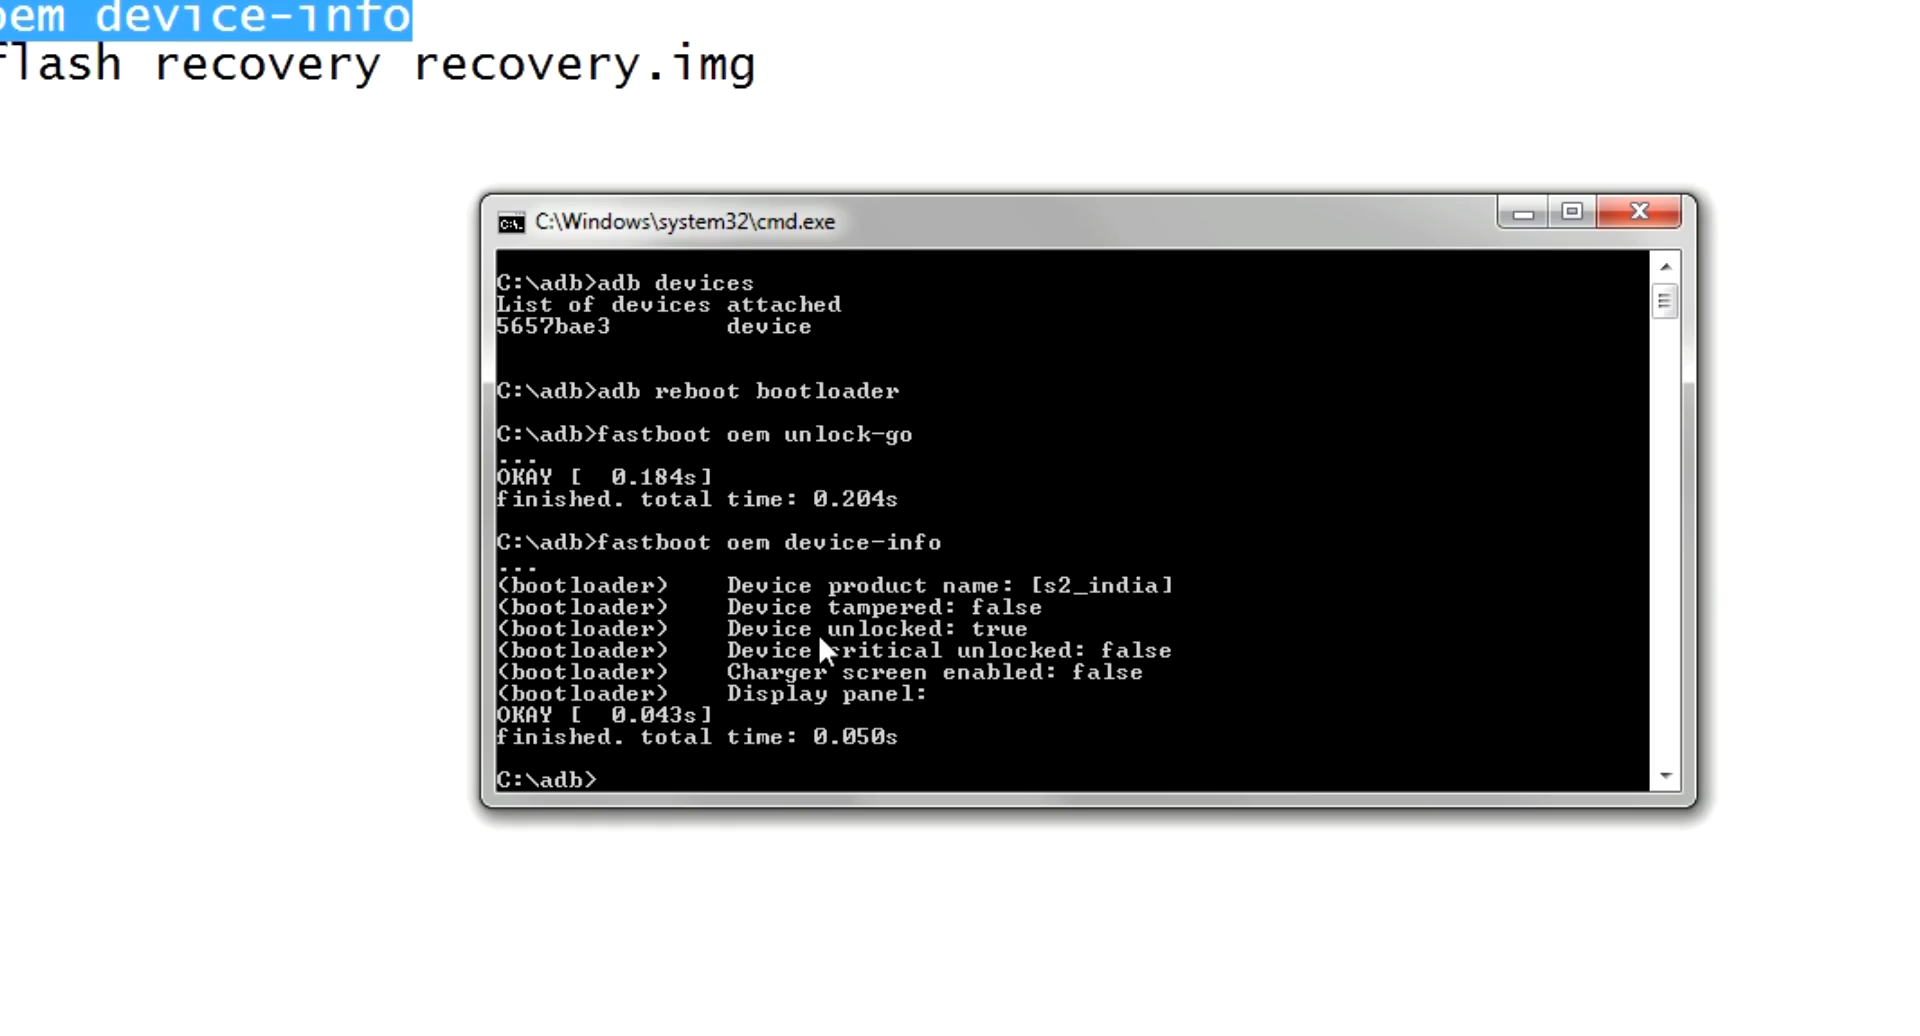 oem device-info
flash recovery recovery.img
C:\Windows\system32\cmd.exe
C:\adb>adb devices
List of devices attached
5657bae3 device
C:\adb>adb reboot bootloader
C:\adb>fastboot oem unlock-go
...
OKAY [  0.184s]
finished. total time: 0.204s
C:\adb>fastboot oem device-info
...
(bootloader) Device product name: [s2_india]
(bootloader) Device tampered: false
(bootloader) Device unlocked: true
(bootloader) Device critical unlocked: false
(bootloader) Charger screen enabled: false
(bootloader) Display panel:
OKAY [  0.043s]
finished. total time: 0.050s
C:\adb>